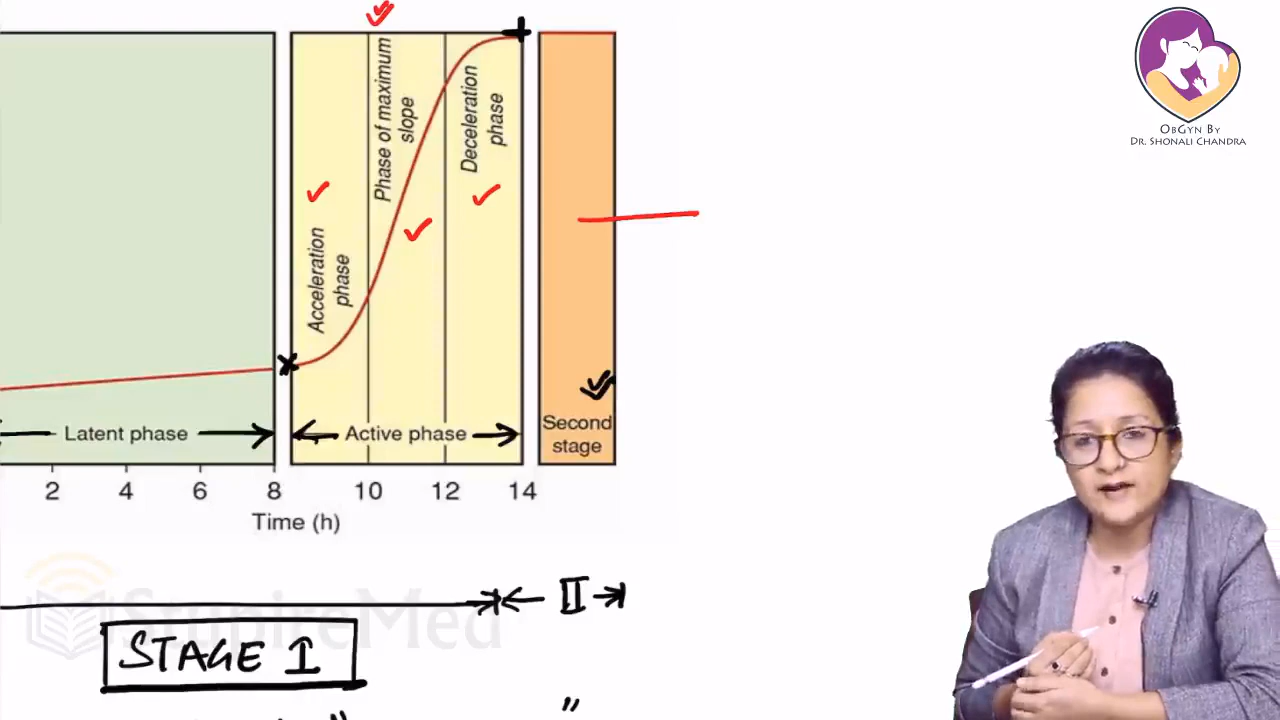 Acceleration
phase
Phase of maximum
slope
Deceleration
phase
Latent phase
Active phase
Second
stage
2 4 6 8 10 12 14
Time (h)
II
STAGE I
StupireMed
ObGyn By
Dr. Shonali Chandra